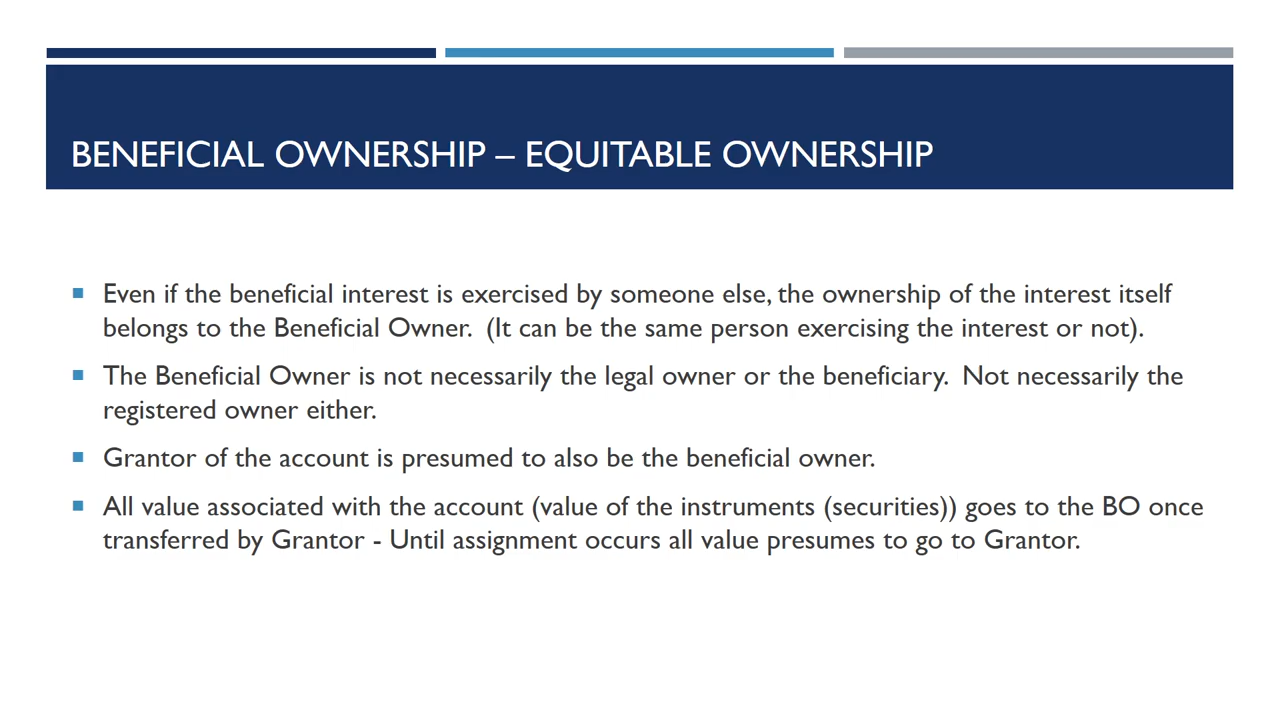 BENEFICIAL OWNERSHIP – EQUITABLE OWNERSHIP
Even if the beneficial interest is exercised by someone else, the ownership of the interest itself
belongs to the Beneficial Owner.  (It can be the same person exercising the interest or not).
The Beneficial Owner is not necessarily the legal owner or the beneficiary.  Not necessarily the
registered owner either.
Grantor of the account is presumed to also be the beneficial owner.
All value associated with the account (value of the instruments (securities)) goes to the BO once
transferred by Grantor - Until assignment occurs all value presumes to go to Grantor.